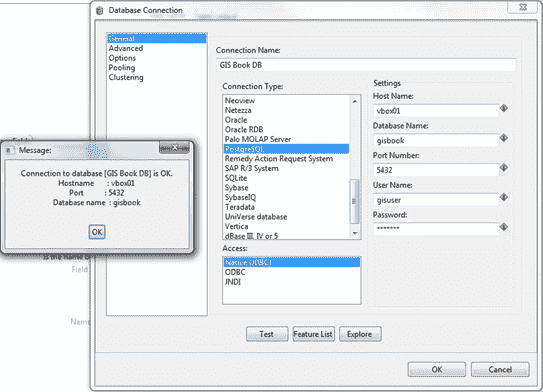 Database Connection
General
Advanced
Options
Pooling
Clustering
Connection Name:
GIS Book DB
Connection Type:
Neoview
Netezza
Oracle
Oracle RDB
Palo MOLAP Server
PostgreSQL
Remedy Action Request System
SAP R/3 System
SQLite
Sybase
SybaseIQ
Teradata
UniVerse database
Vertica
dBase III, IV or 5
Access:
ODBC
JNDI
Settings
Host Name:
vbox01
Database Name:
gisbook
Port Number:
5432
User Name:
gisuser
Password:
*******
Test
Feature List
Explore
OK
Cancel
Message:
Connection to database [GIS Book DB] is OK.
Hostname : vbox01
Port : 5432
Database name : gisbook
OK
Is the name o
Field
Name